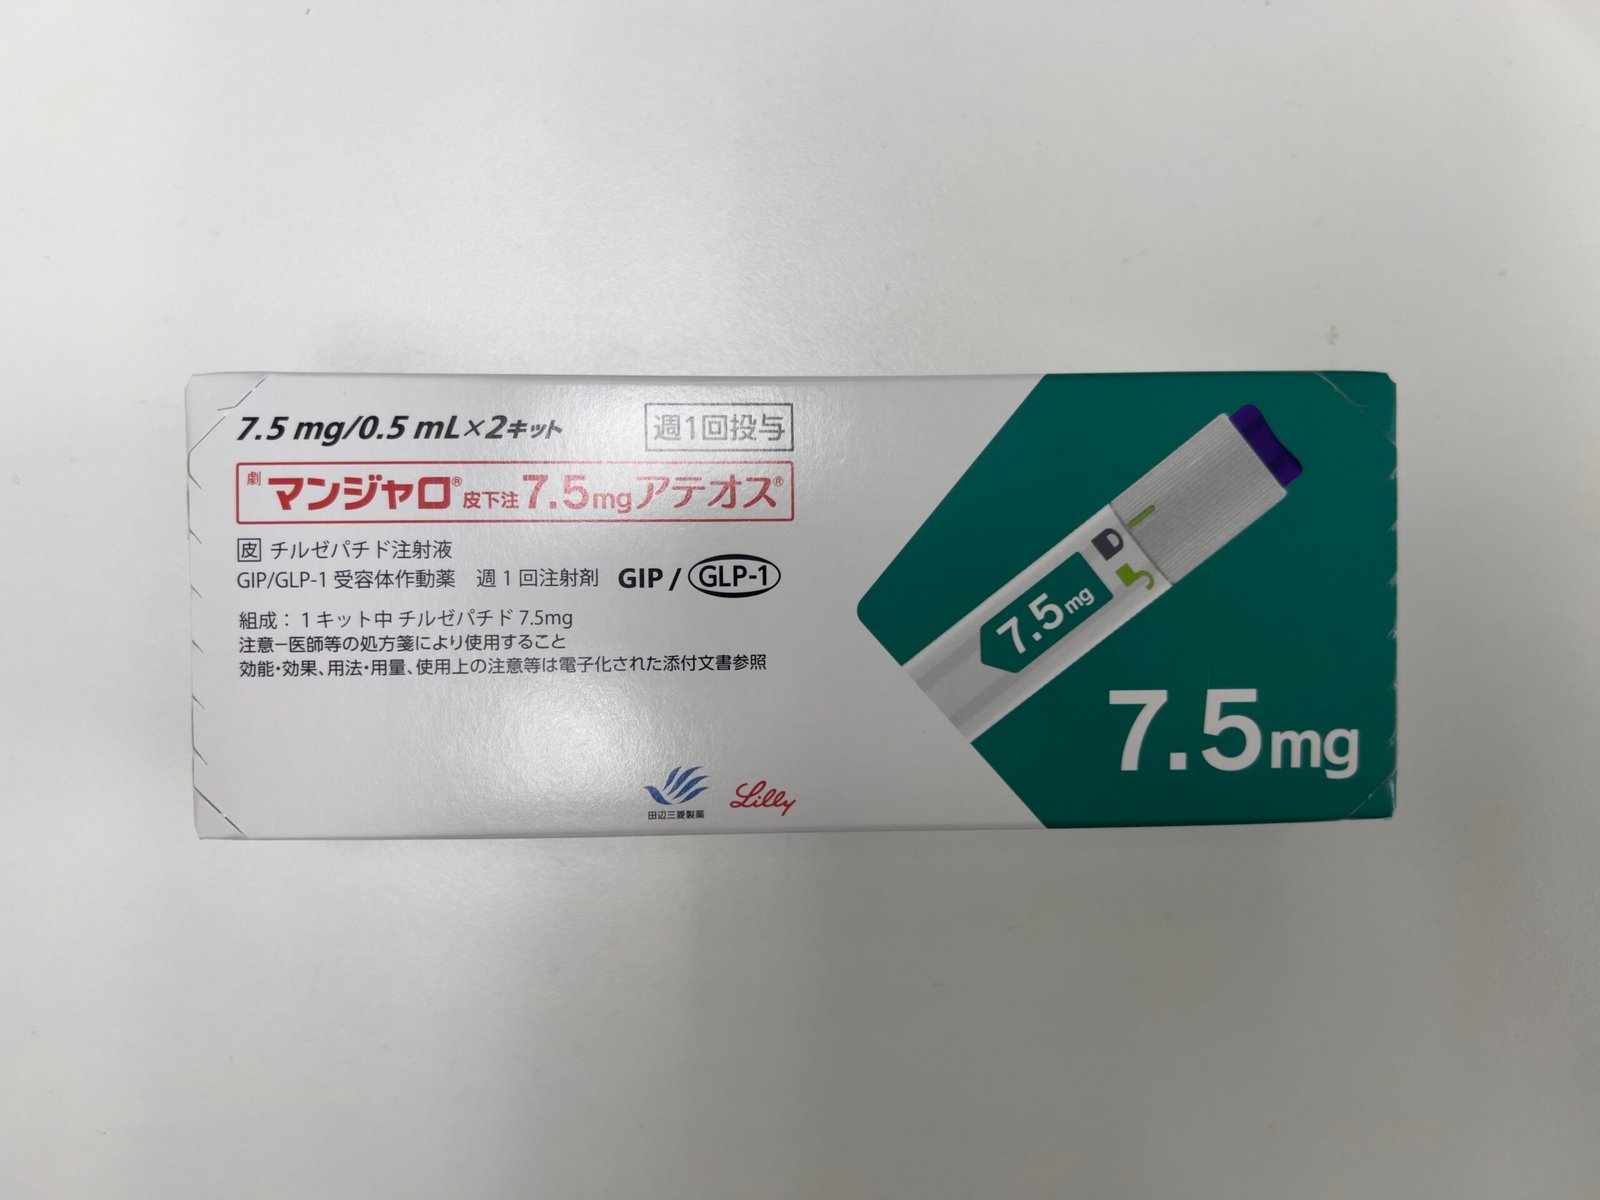 7.5 mg/0.5 mL×2キット
週1回投与
劇 マンジャロ® 皮下注 7.5mg アテオス®
皮 チルゼパチド注射液
GIP/GLP-1 受容体作動薬 週1回注射剤 GIP / GLP-1
組成：1キット中 チルゼパチド 7.5mg
注意－医師等の処方箋により使用すること
効能・効果、用法・用量、使用上の注意等は電子化された添付文書参照
田辺三菱製薬
Lilly
7.5 mg
7.5mg